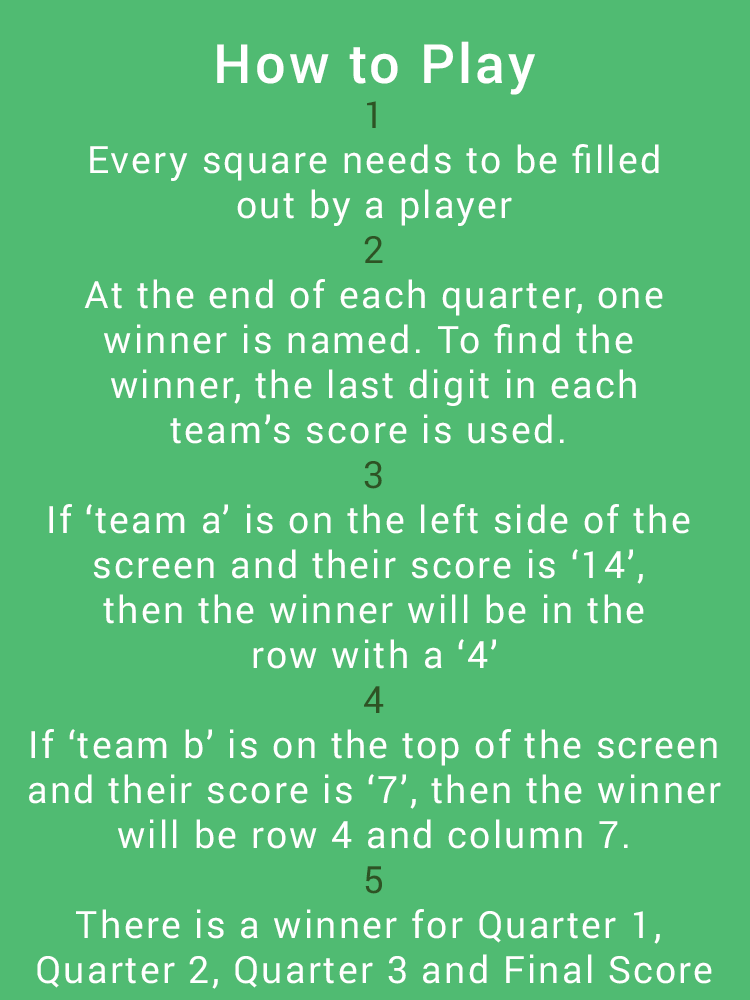 How to Play
1
Every square needs to be filled
out by a player
2
At the end of each quarter, one
winner is named. To find the
winner, the last digit in each
team’s score is used.
3
If ‘team a’ is on the left side of the
screen and their score is ‘14’,
then the winner will be in the
row with a ‘4’
4
If ‘team b’ is on the top of the screen
and their score is ‘7’, then the winner
will be row 4 and column 7.
5
There is a winner for Quarter 1,
Quarter 2, Quarter 3 and Final Score